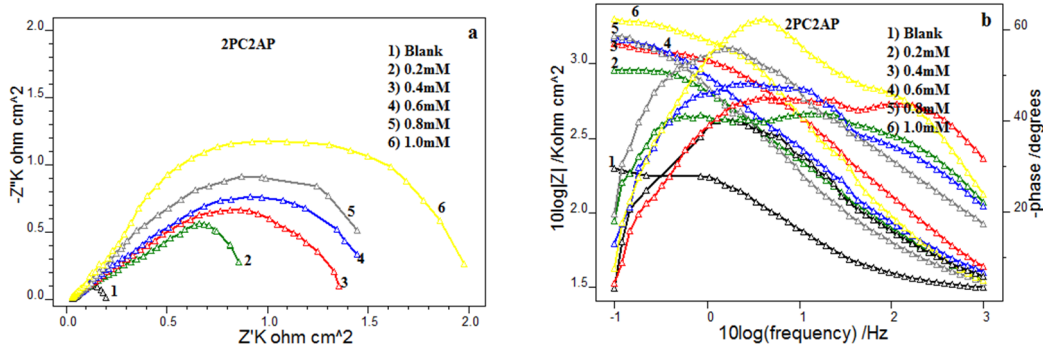 a
2PC2AP
1) Blank
2) 0.2mM
3) 0.4mM
4) 0.6mM
5) 0.8mM
6) 1.0mM
-Z''K ohm cm^2
2.0
1.5
1.0
0.5
0.0
0.0 0.5 1.0 1.5 2.0
Z'K ohm cm^2
1
2
3
4
5
6
b
2PC2AP
1) Blank
2) 0.2mM
3) 0.4mM
4) 0.6mM
5) 0.8mM
6) 1.0mM
10log|Z| /Kohm cm^2
3.0
2.5
2.0
1.5
-1 0 1 2 3
10log(frequency) /Hz
-phase /degrees
60
40
20
6
5
3
4
2
1